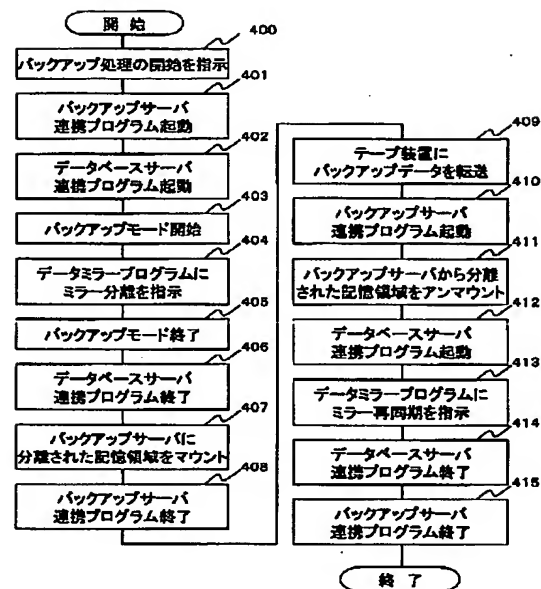 開 始
400
バックアップ処理の開始を指示
401
バックアップサーバ
連携プログラム起動
402
データベースサーバ
連携プログラム起動
403
バックアップモード開始
404
データミラープログラムに
ミラー分離を指示
405
バックアップモード終了
406
データベースサーバ
連携プログラム終了
407
バックアップサーバに
分離された記憶領域をマウント
408
バックアップサーバ
連携プログラム終了
409
テープ装置に
バックアップデータを転送
410
バックアップサーバ
連携プログラム起動
411
バックアップサーバから分離
された記憶領域をアンマウント
412
データベースサーバ
連携プログラム起動
413
データミラープログラムに
ミラー再同期を指示
414
データベースサーバ
連携プログラム終了
415
バックアップサーバ
連携プログラム終了
終 了